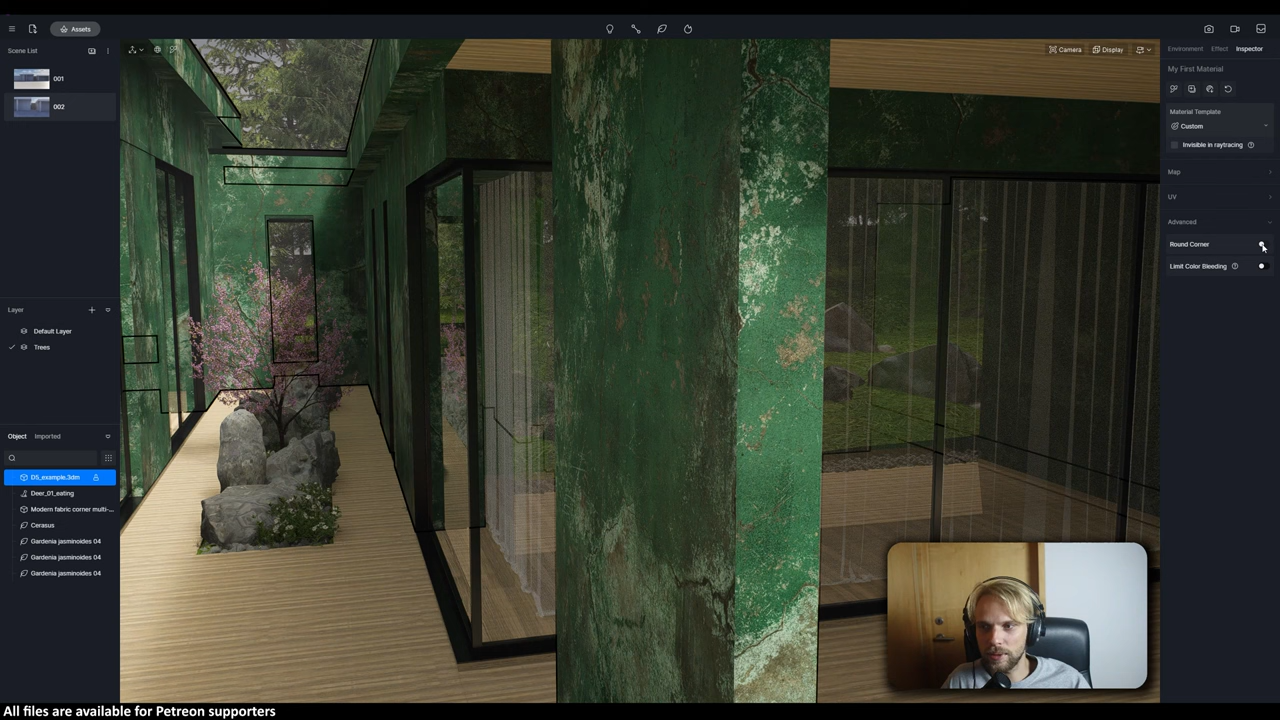 Assets
Scene List
001
002
Layer
Default Layer
Trees
Object Imported
D5_example.3dm
Deer_01_eating
Modern fabric corner multi-...
Cerasus
Gardenia jasminoides 04
Gardenia jasminoides 04
Gardenia jasminoides 04
Camera Display
Environment Effect Inspector
My First Material
Material Template
Custom
Invisible in raytracing
Map
UV
Advanced
Round Corner
Limit Color Bleeding
All files are available for Petreon supporters